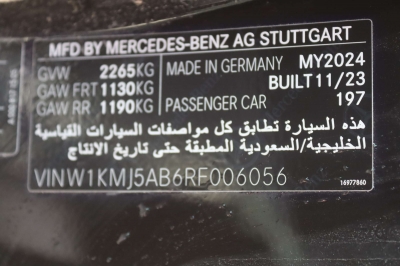 MFD BY MERCEDES-BENZ AG STUTTGART
GVW 2265KG MADE IN GERMANY MY2024
GAW FRT 1130KG BUILT11/23
GAW RR 1190KG PASSENGER CAR 197
هذه السيارة تطابق كل مواصفات السيارات القياسية
الخليجية/السعودية المطبقة حتى تاريخ الانتاج
VINW1KMJ5AB6RF006056
16977860